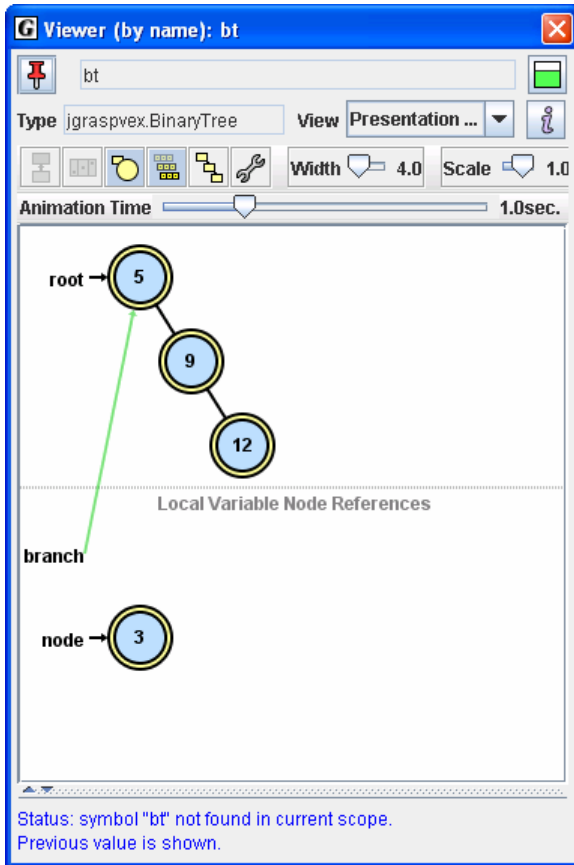 G Viewer (by name): bt
bt
Type jgraspvex.BinaryTree View Presentation ... i
Width 4.0 Scale 1.0
Animation Time 1.0sec.
root 5
9
12
Local Variable Node References
branch
node 3
Status: symbol "bt" not found in current scope.
Previous value is shown.